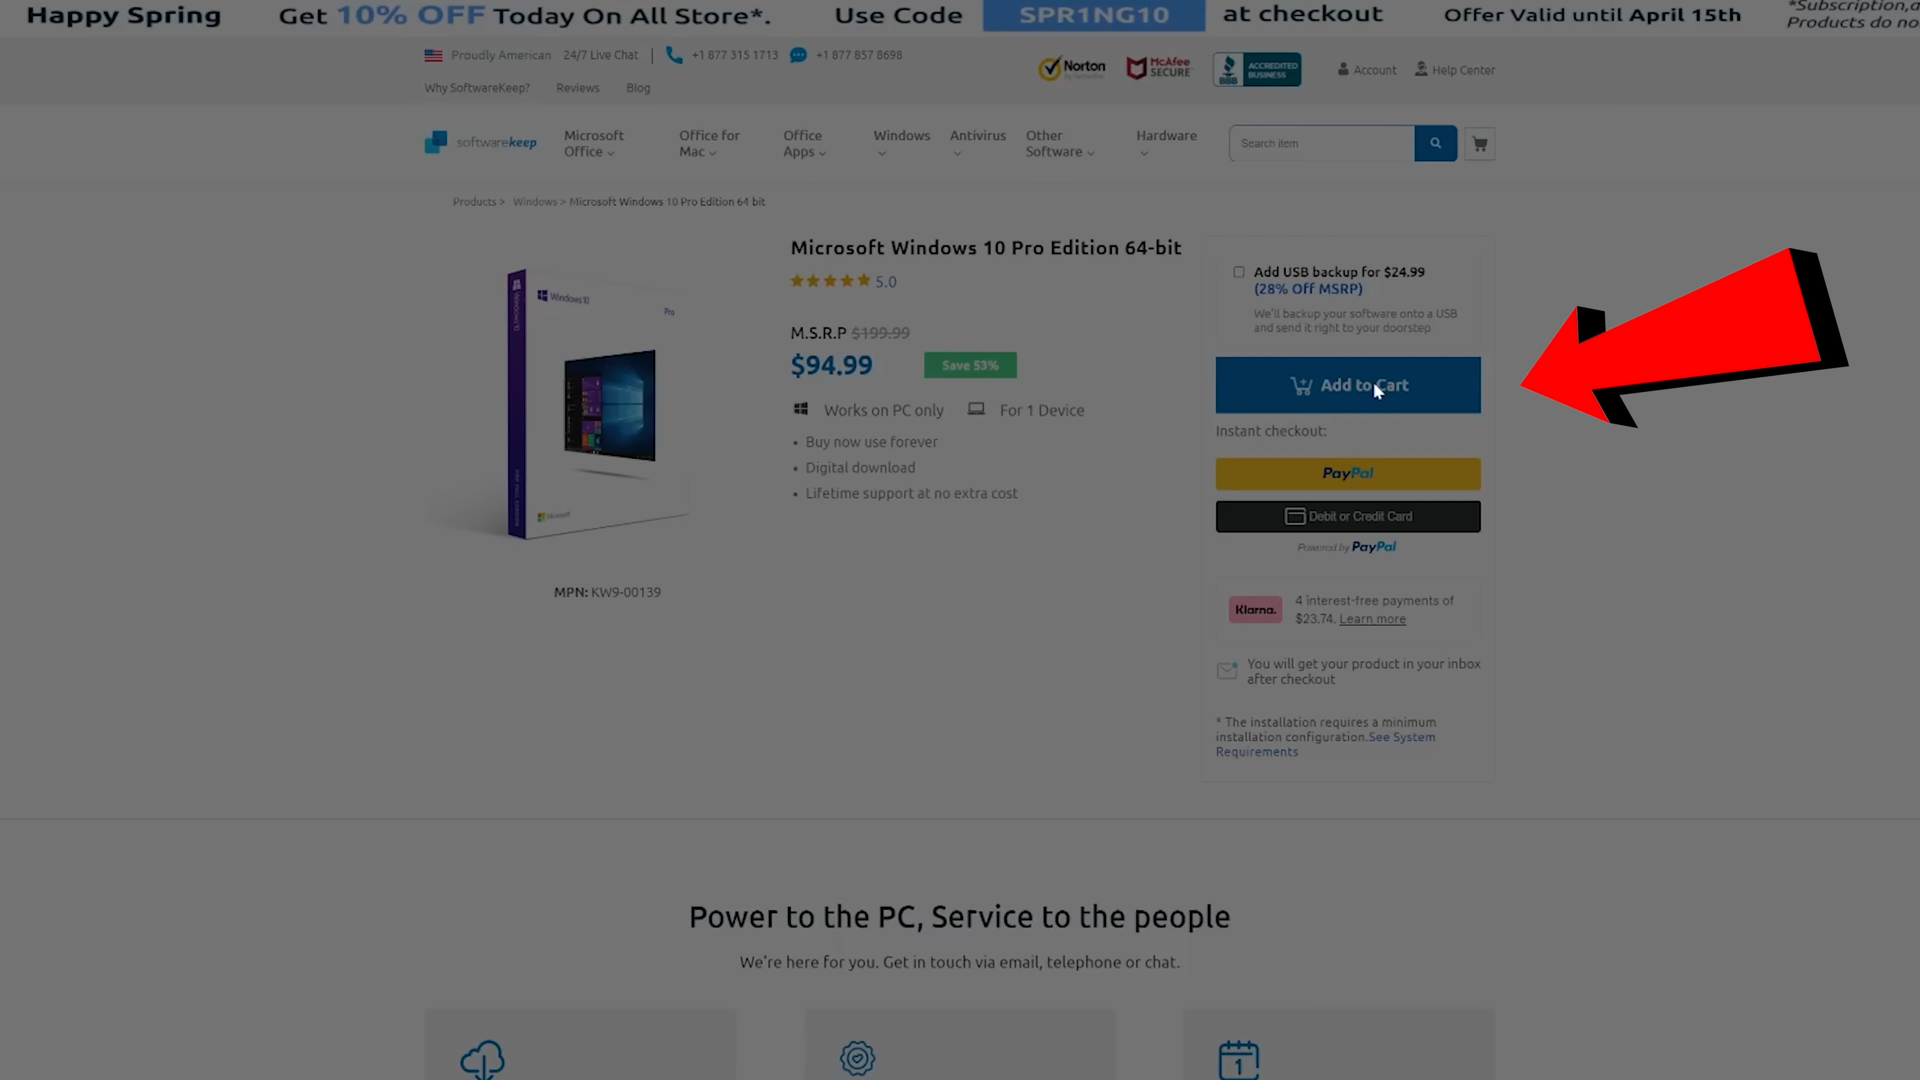 Happy Spring Get 10% OFF Today On All Store*. Use Code SPR1NG10 at checkout Offer Valid until April 15th
*Subscription,a
Products do no
Proudly American 24/7 Live Chat | +1 877 315 1713 +1 877 857 8698
Norton
by Symantec
McAfee
SECURE
BBB
ACCREDITED
BUSINESS
Account Help Center
Why SoftwareKeep? Reviews Blog
softwarekeep
Microsoft
Office
Office for
Mac
Office
Apps
Windows
Antivirus
Other
Software
Hardware
Search item
Products > Windows > Microsoft Windows 10 Pro Edition 64 bit
Windows 10
Pro
Microsoft
MPN: KW9-00139
Microsoft Windows 10 Pro Edition 64-bit
5.0
M.S.R.P $199.99
$94.99 Save 53%
Works on PC only For 1 Device
• Buy now use forever
• Digital download
• Lifetime support at no extra cost
Add USB backup for $24.99
(28% Off MSRP)
We'll backup your software onto a USB
and send it right to your doorstep
Add to Cart
Instant checkout:
PayPal
Debit or Credit Card
Powered by PayPal
Klarna.
4 interest-free payments of
$23.74. Learn more
You will get your product in your inbox
after checkout
* The installation requires a minimum
installation configuration.See System
Requirements
Power to the PC, Service to the people
We're here for you. Get in touch via email, telephone or chat.
1